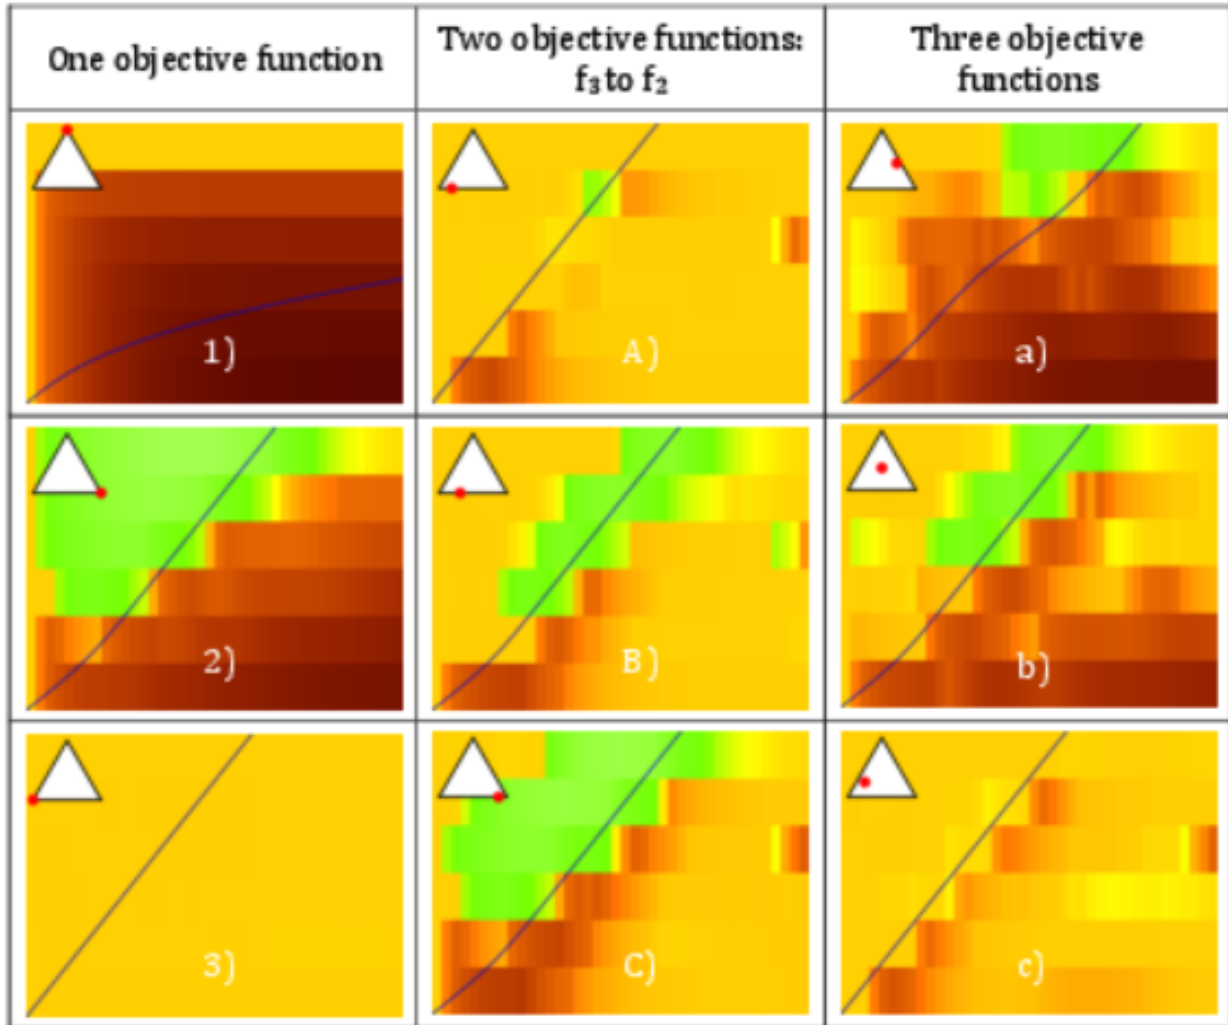 One objective function
Two objective functions:
f₃ to f₂
Three objective
functions
1)
A)
a)
2)
B)
b)
3)
C)
c)